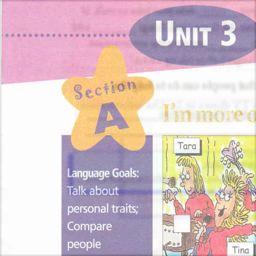 UNIT 3
Section
A
I'm more o
Language Goals:
Talk about
personal traits;
Compare
people
Tara
Tina